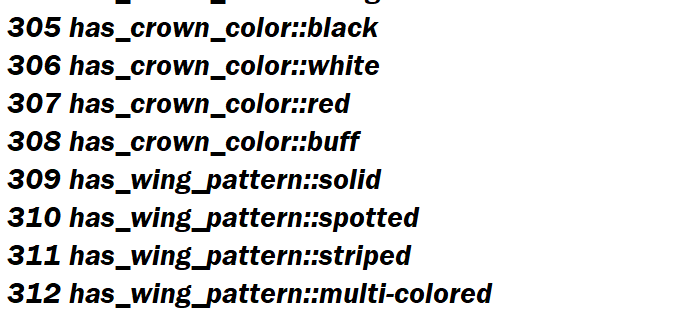 305 has_crown_color::black
306 has_crown_color::white
307 has_crown_color::red
308 has_crown_color::buff
309 has_wing_pattern::solid
310 has_wing_pattern::spotted
311 has_wing_pattern::striped
312 has_wing_pattern::multi-colored